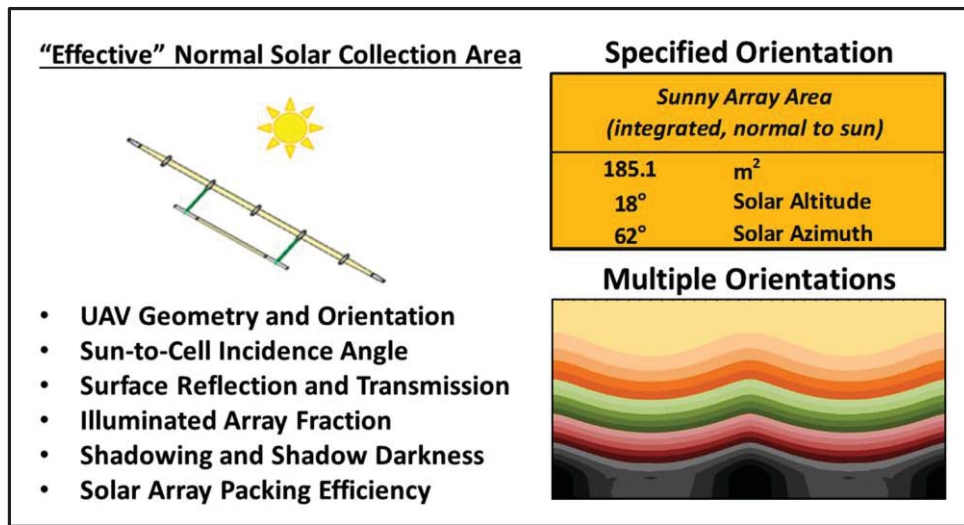 "Effective" Normal Solar Collection Area
• UAV Geometry and Orientation
• Sun-to-Cell Incidence Angle
• Surface Reflection and Transmission
• Illuminated Array Fraction
• Shadowing and Shadow Darkness
• Solar Array Packing Efficiency
Specified Orientation
Sunny Array Area
(integrated, normal to sun)
185.1 m²
18° Solar Altitude
62° Solar Azimuth
Multiple Orientations